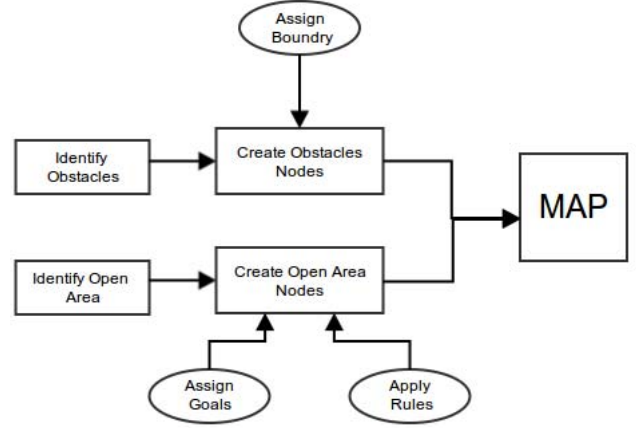 Assign
Boundry
Identify
Obstacles
Create Obstacles
Nodes
MAP
Identify Open
Area
Create Open Area
Nodes
Assign
Goals
Apply
Rules